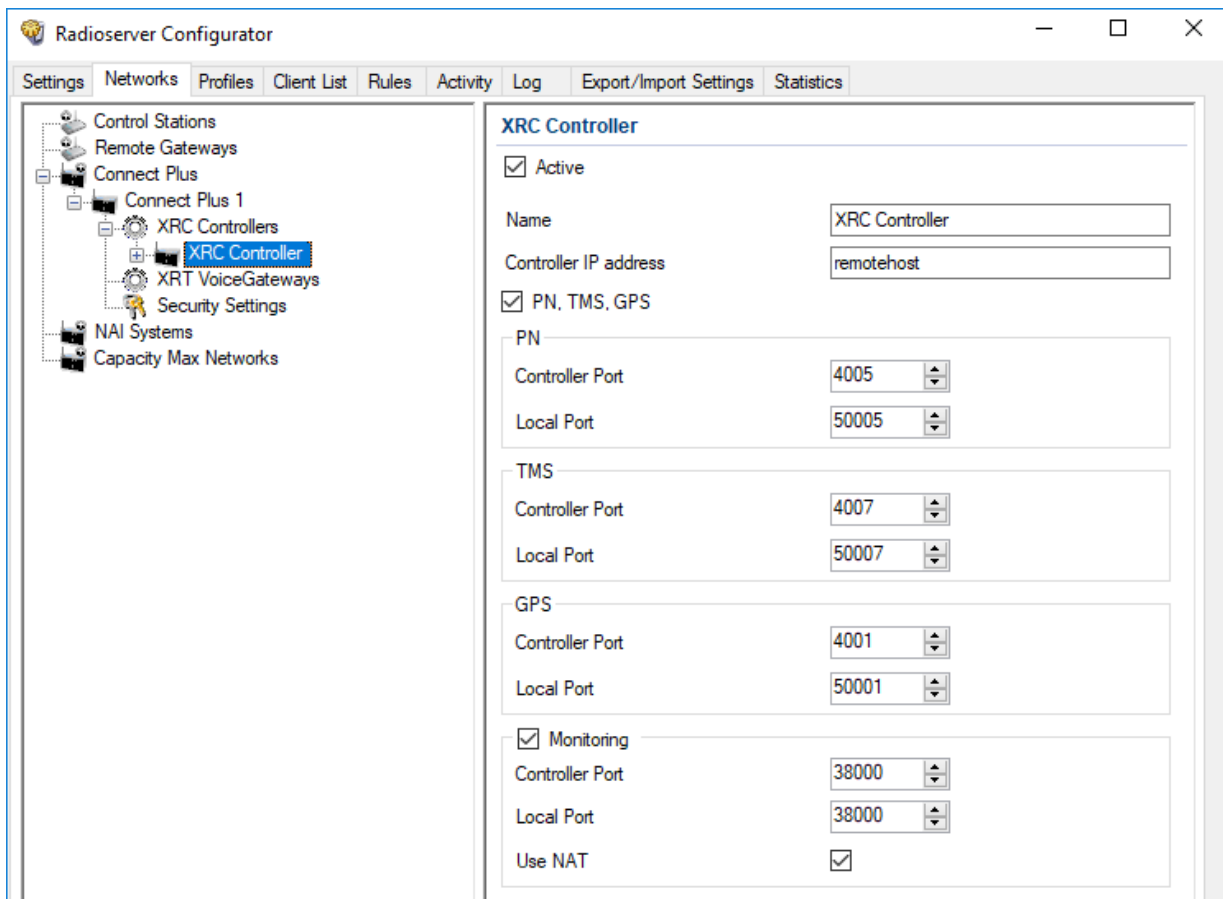 Radioserver Configurator
Settings Networks Profiles Client List Rules Activity Log Export/Import Settings Statistics
Control Stations
Remote Gateways
Connect Plus
Connect Plus 1
XRC Controllers
XRC Controller
XRT VoiceGateways
Security Settings
NAI Systems
Capacity Max Networks
XRC Controller
Active
Name XRC Controller
Controller IP address remotehost
PN, TMS, GPS
PN
Controller Port 4005
Local Port 50005
TMS
Controller Port 4007
Local Port 50007
GPS
Controller Port 4001
Local Port 50001
Monitoring
Controller Port 38000
Local Port 38000
Use NAT